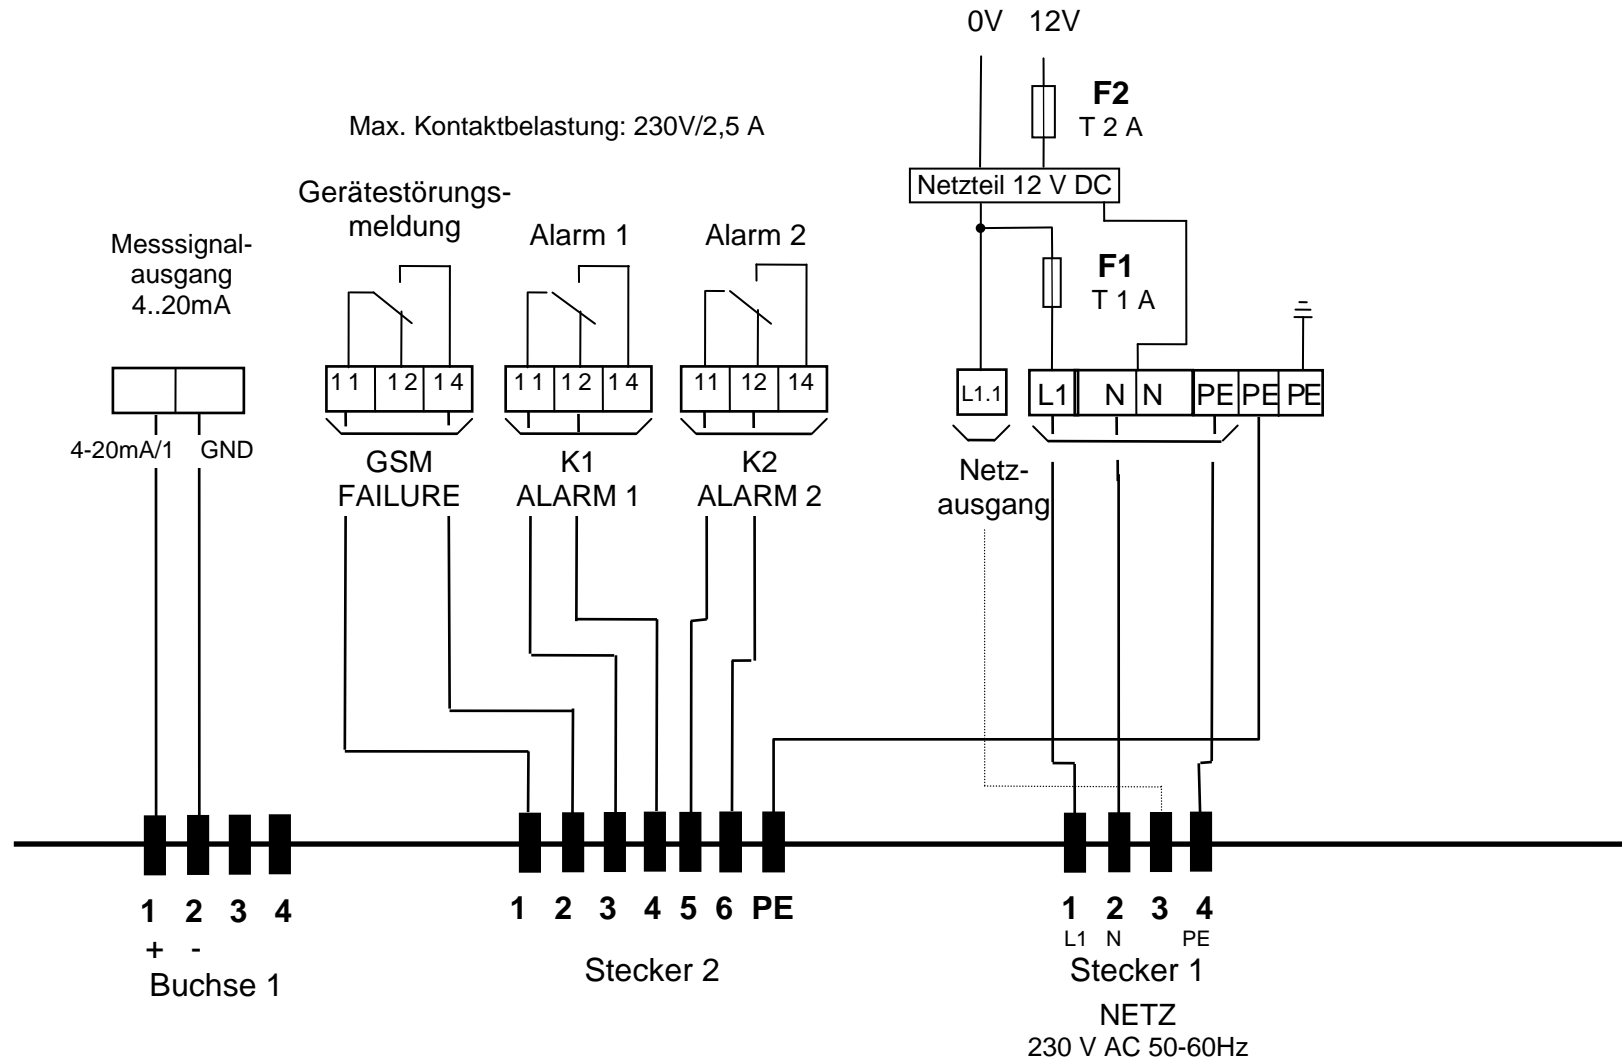 0V 12V
F2
T 2 A
Max. Kontaktbelastung: 230V/2,5 A
Netzteil 12 V DC
Gerätestörungs-
meldung
Alarm 1
Alarm 2
Messsignal-
ausgang
4..20mA
F1
T 1 A
11 12 14
11 12 14
11 12 14
L1.1
L1 N N PE PE PE
4-20mA/1 GND
GSM
FAILURE
K1
ALARM 1
K2
ALARM 2
Netz-
ausgang
1 2 3 4
+ -
Buchse 1
1 2 3 4 5 6 PE
Stecker 2
1 2 3 4
L1 N PE
Stecker 1
NETZ
230 V AC 50-60Hz